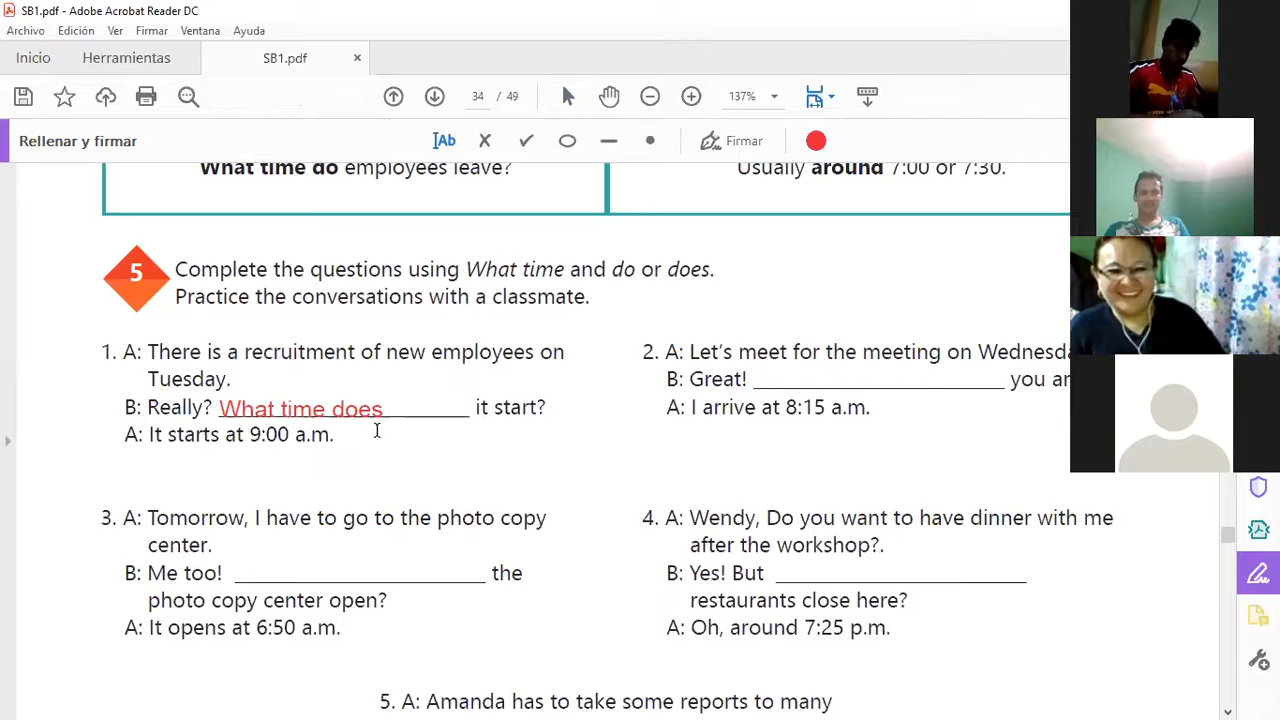 SB1.pdf - Adobe Acrobat Reader DC
Archivo Edición Ver Firmar Ventana Ayuda
Inicio Herramientas SB1.pdf ×
34 / 49 137%
Rellenar y firmar Ab Firmar
What time do employees leave? Usually around 7:00 or 7:30.
5 Complete the questions using What time and do or does.
Practice the conversations with a classmate.
1. A: There is a recruitment of new employees on
Tuesday.
B: Really? What time does it start?
A: It starts at 9:00 a.m.
2. A: Let's meet for the meeting on Wednesda
B: Great! ____________________ you ar
A: I arrive at 8:15 a.m.
3. A: Tomorrow, I have to go to the photo copy
center.
B: Me too! ____________________ the
photo copy center open?
A: It opens at 6:50 a.m.
4. A: Wendy, Do you want to have dinner with me
after the workshop?.
B: Yes! But ____________________
restaurants close here?
A: Oh, around 7:25 p.m.
5. A: Amanda has to take some reports to many